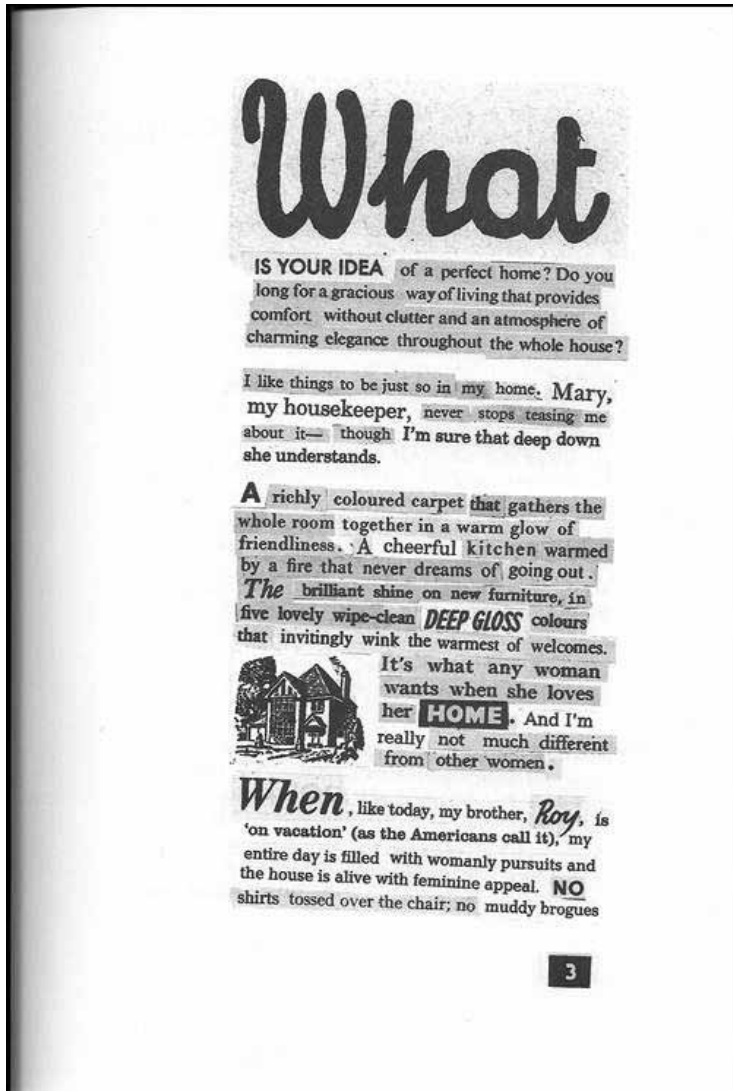 What
IS YOUR IDEA of a perfect home? Do you
long for a gracious way of living that provides
comfort without clutter and an atmosphere of
charming elegance throughout the whole house?
I like things to be just so in my home. Mary,
my housekeeper, never stops teasing me
about it— though I'm sure that deep down
she understands.
A richly coloured carpet that gathers the
whole room together in a warm glow of
friendliness. A cheerful kitchen warmed
by a fire that never dreams of going out.
The brilliant shine on new furniture, in
five lovely wipe-clean DEEP GLOSS colours
that invitingly wink the warmest of welcomes.
It's what any woman
wants when she loves
her HOME. And I'm
really not much different
from other women.
When, like today, my brother, Roy, is
'on vacation' (as the Americans call it), my
entire day is filled with womanly pursuits and
the house is alive with feminine appeal. NO
shirts tossed over the chair; no muddy brogues
3